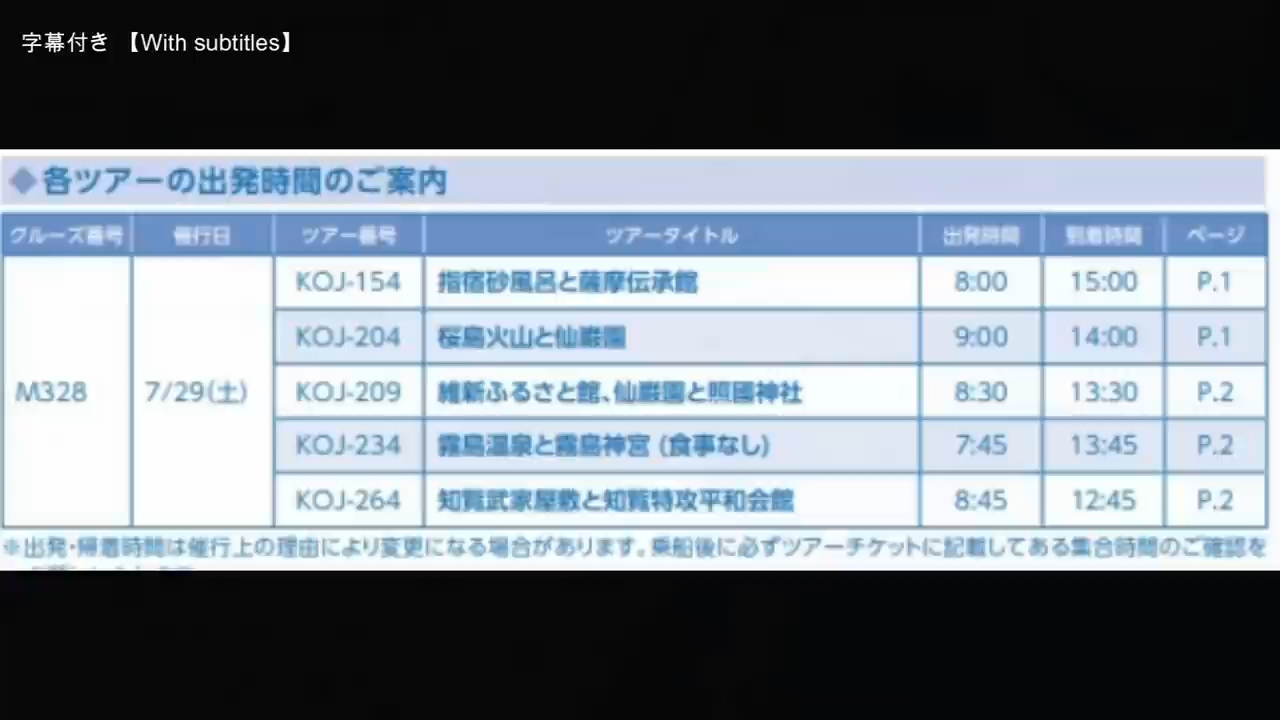 字幕付き 【With subtitles】
◆各ツアーの出発時間のご案内
クルーズ番号 催行日 ツアー番号 ツアータイトル 出発時間 到着時間 ページ
M328 7/29(土)
KOJ-154 指宿砂風呂と薩摩伝承館 8:00 15:00 P.1
KOJ-204 桜島火山と仙巌園 9:00 14:00 P.1
KOJ-209 維新ふるさと館、仙巌園と照國神社 8:30 13:30 P.2
KOJ-234 霧島温泉と霧島神宮 (食事なし) 7:45 13:45 P.2
KOJ-264 知覧武家屋敷と知覧特攻平和会館 8:45 12:45 P.2
※出発・帰着時間は催行上の理由により変更になる場合があります。乗船後に必ずツアーチケットに記載してある集合時間のご確認を